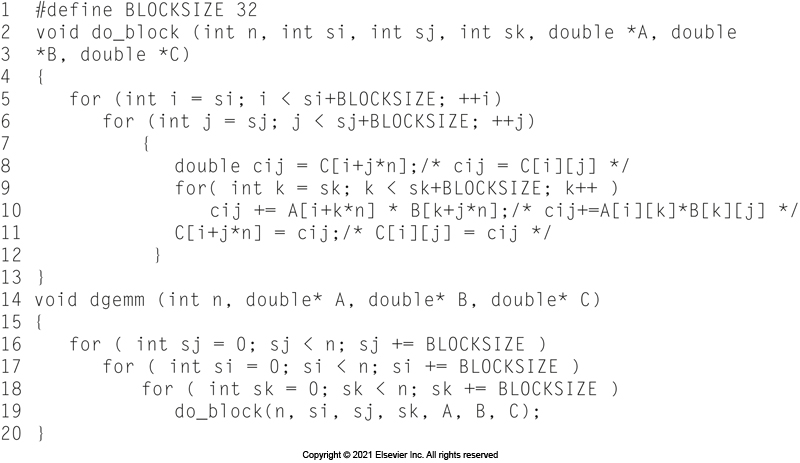 1 #define BLOCKSIZE 32
2 void do_block (int n, int si, int sj, int sk, double *A, double
3 *B, double *C)
4 {
5 for (int i = si; i < si+BLOCKSIZE; ++i)
6 for (int j = sj; j < sj+BLOCKSIZE; ++j)
7 {
8 double cij = C[i+j*n];/* cij = C[i][j] */
9 for( int k = sk; k < sk+BLOCKSIZE; k++ )
10 cij += A[i+k*n] * B[k+j*n];/* cij+=A[i][k]*B[k][j] */
11 C[i+j*n] = cij;/* C[i][j] = cij */
12 }
13 }
14 void dgemm (int n, double* A, double* B, double* C)
15 {
16 for ( int sj = 0; sj < n; sj += BLOCKSIZE )
17 for ( int si = 0; si < n; si += BLOCKSIZE )
18 for ( int sk = 0; sk < n; sk += BLOCKSIZE )
19 do_block(n, si, sj, sk, A, B, C);
20 }
Copyright © 2021 Elsevier Inc. All rights reserved